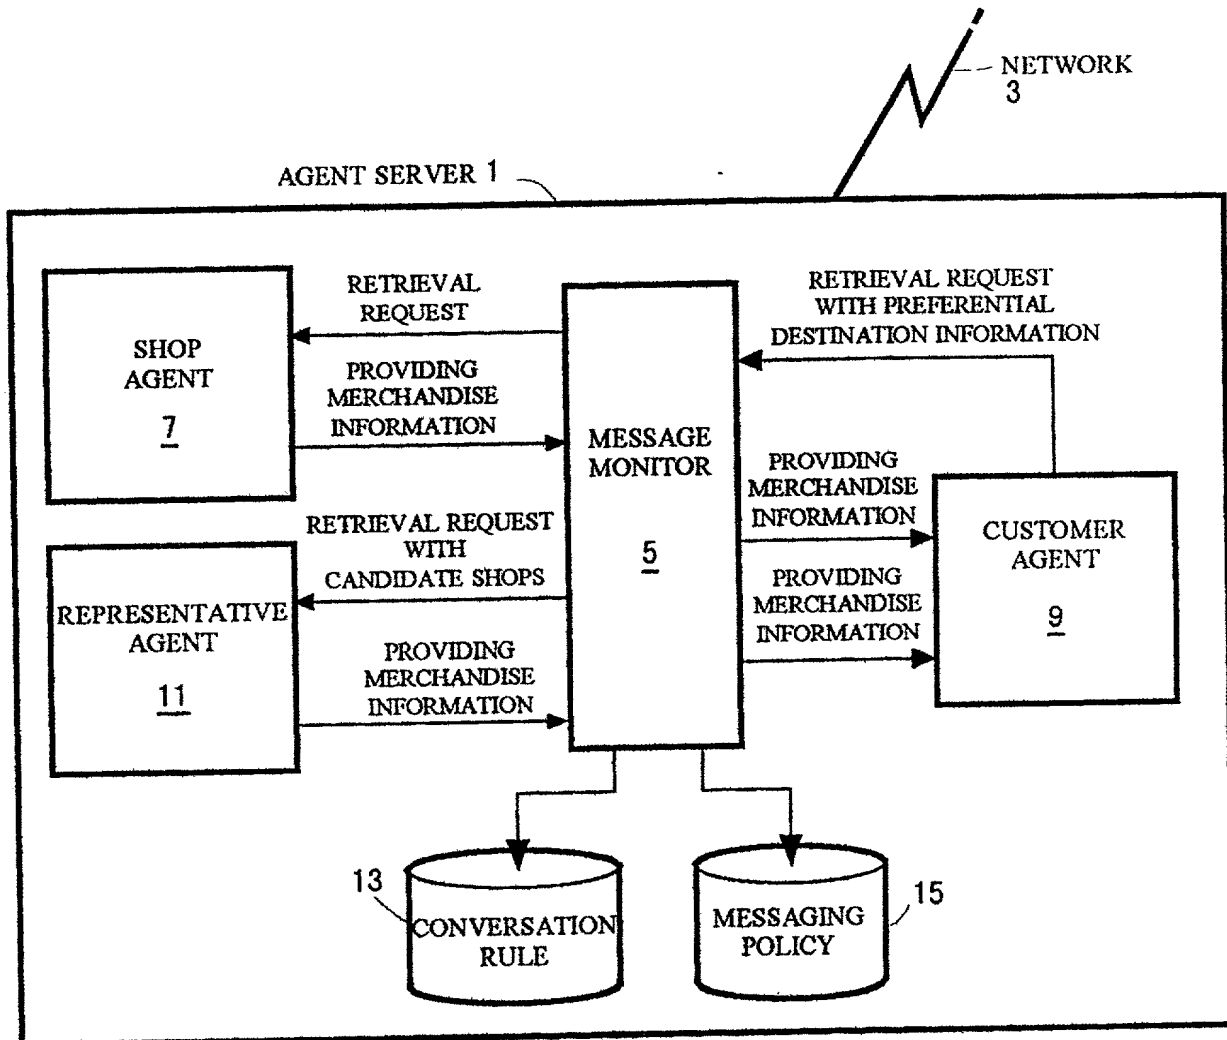 NETWORK
3
AGENT SERVER 1
RETRIEVAL
REQUEST
SHOP
AGENT
7
PROVIDING
MERCHANDISE
INFORMATION
RETRIEVAL REQUEST
WITH
CANDIDATE SHOPS
REPRESENTATIVE
AGENT
11
PROVIDING
MERCHANDISE
INFORMATION
MESSAGE
MONITOR
5
RETRIEVAL REQUEST
WITH PREFERENTIAL
DESTINATION INFORMATION
PROVIDING
MERCHANDISE
INFORMATION
PROVIDING
MERCHANDISE
INFORMATION
CUSTOMER
AGENT
9
13
CONVERSATION
RULE
MESSAGING
POLICY
15